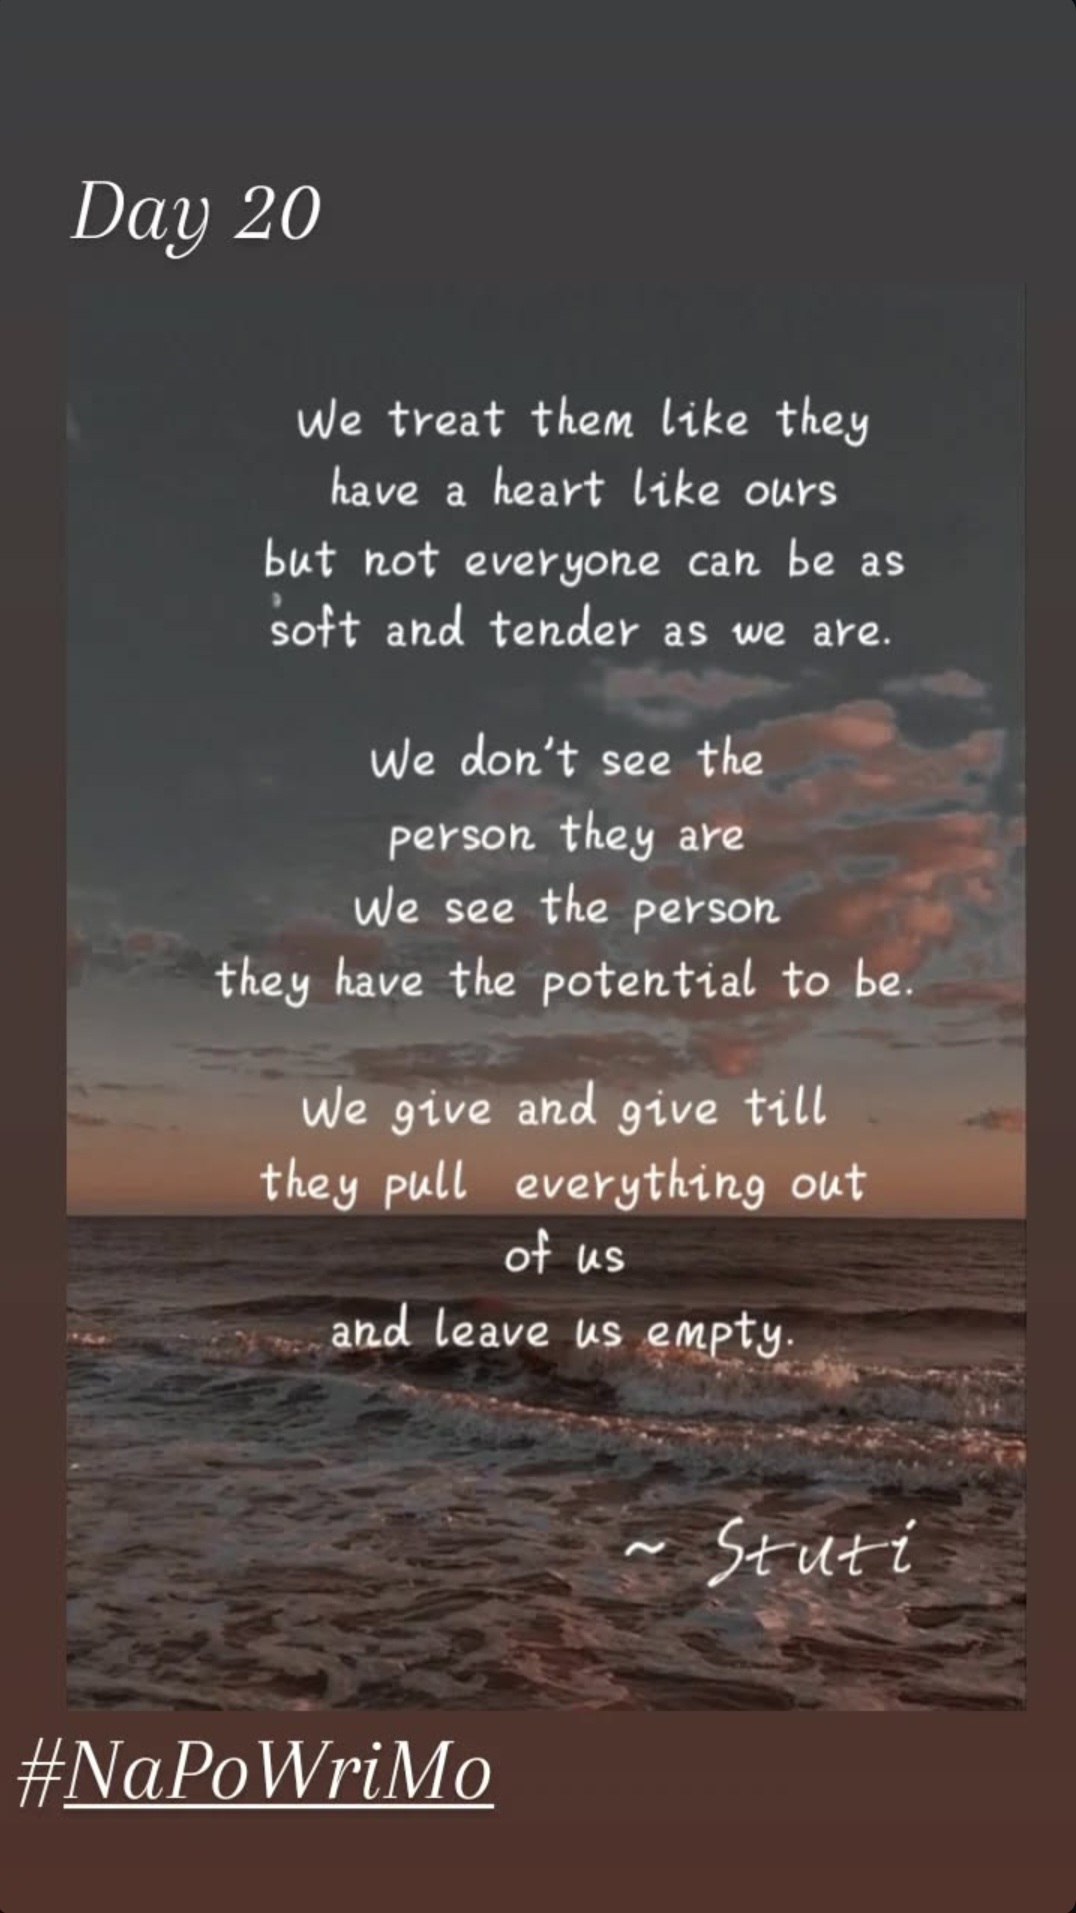 Day 20
We treat them like they
have a heart like ours
but not everyone can be as
soft and tender as we are.
We don't see the
person they are
We see the person
they have the potential to be.
We give and give till
they pull everything out
of us
and leave us empty.
~ Stuti
#NaPoWriMo